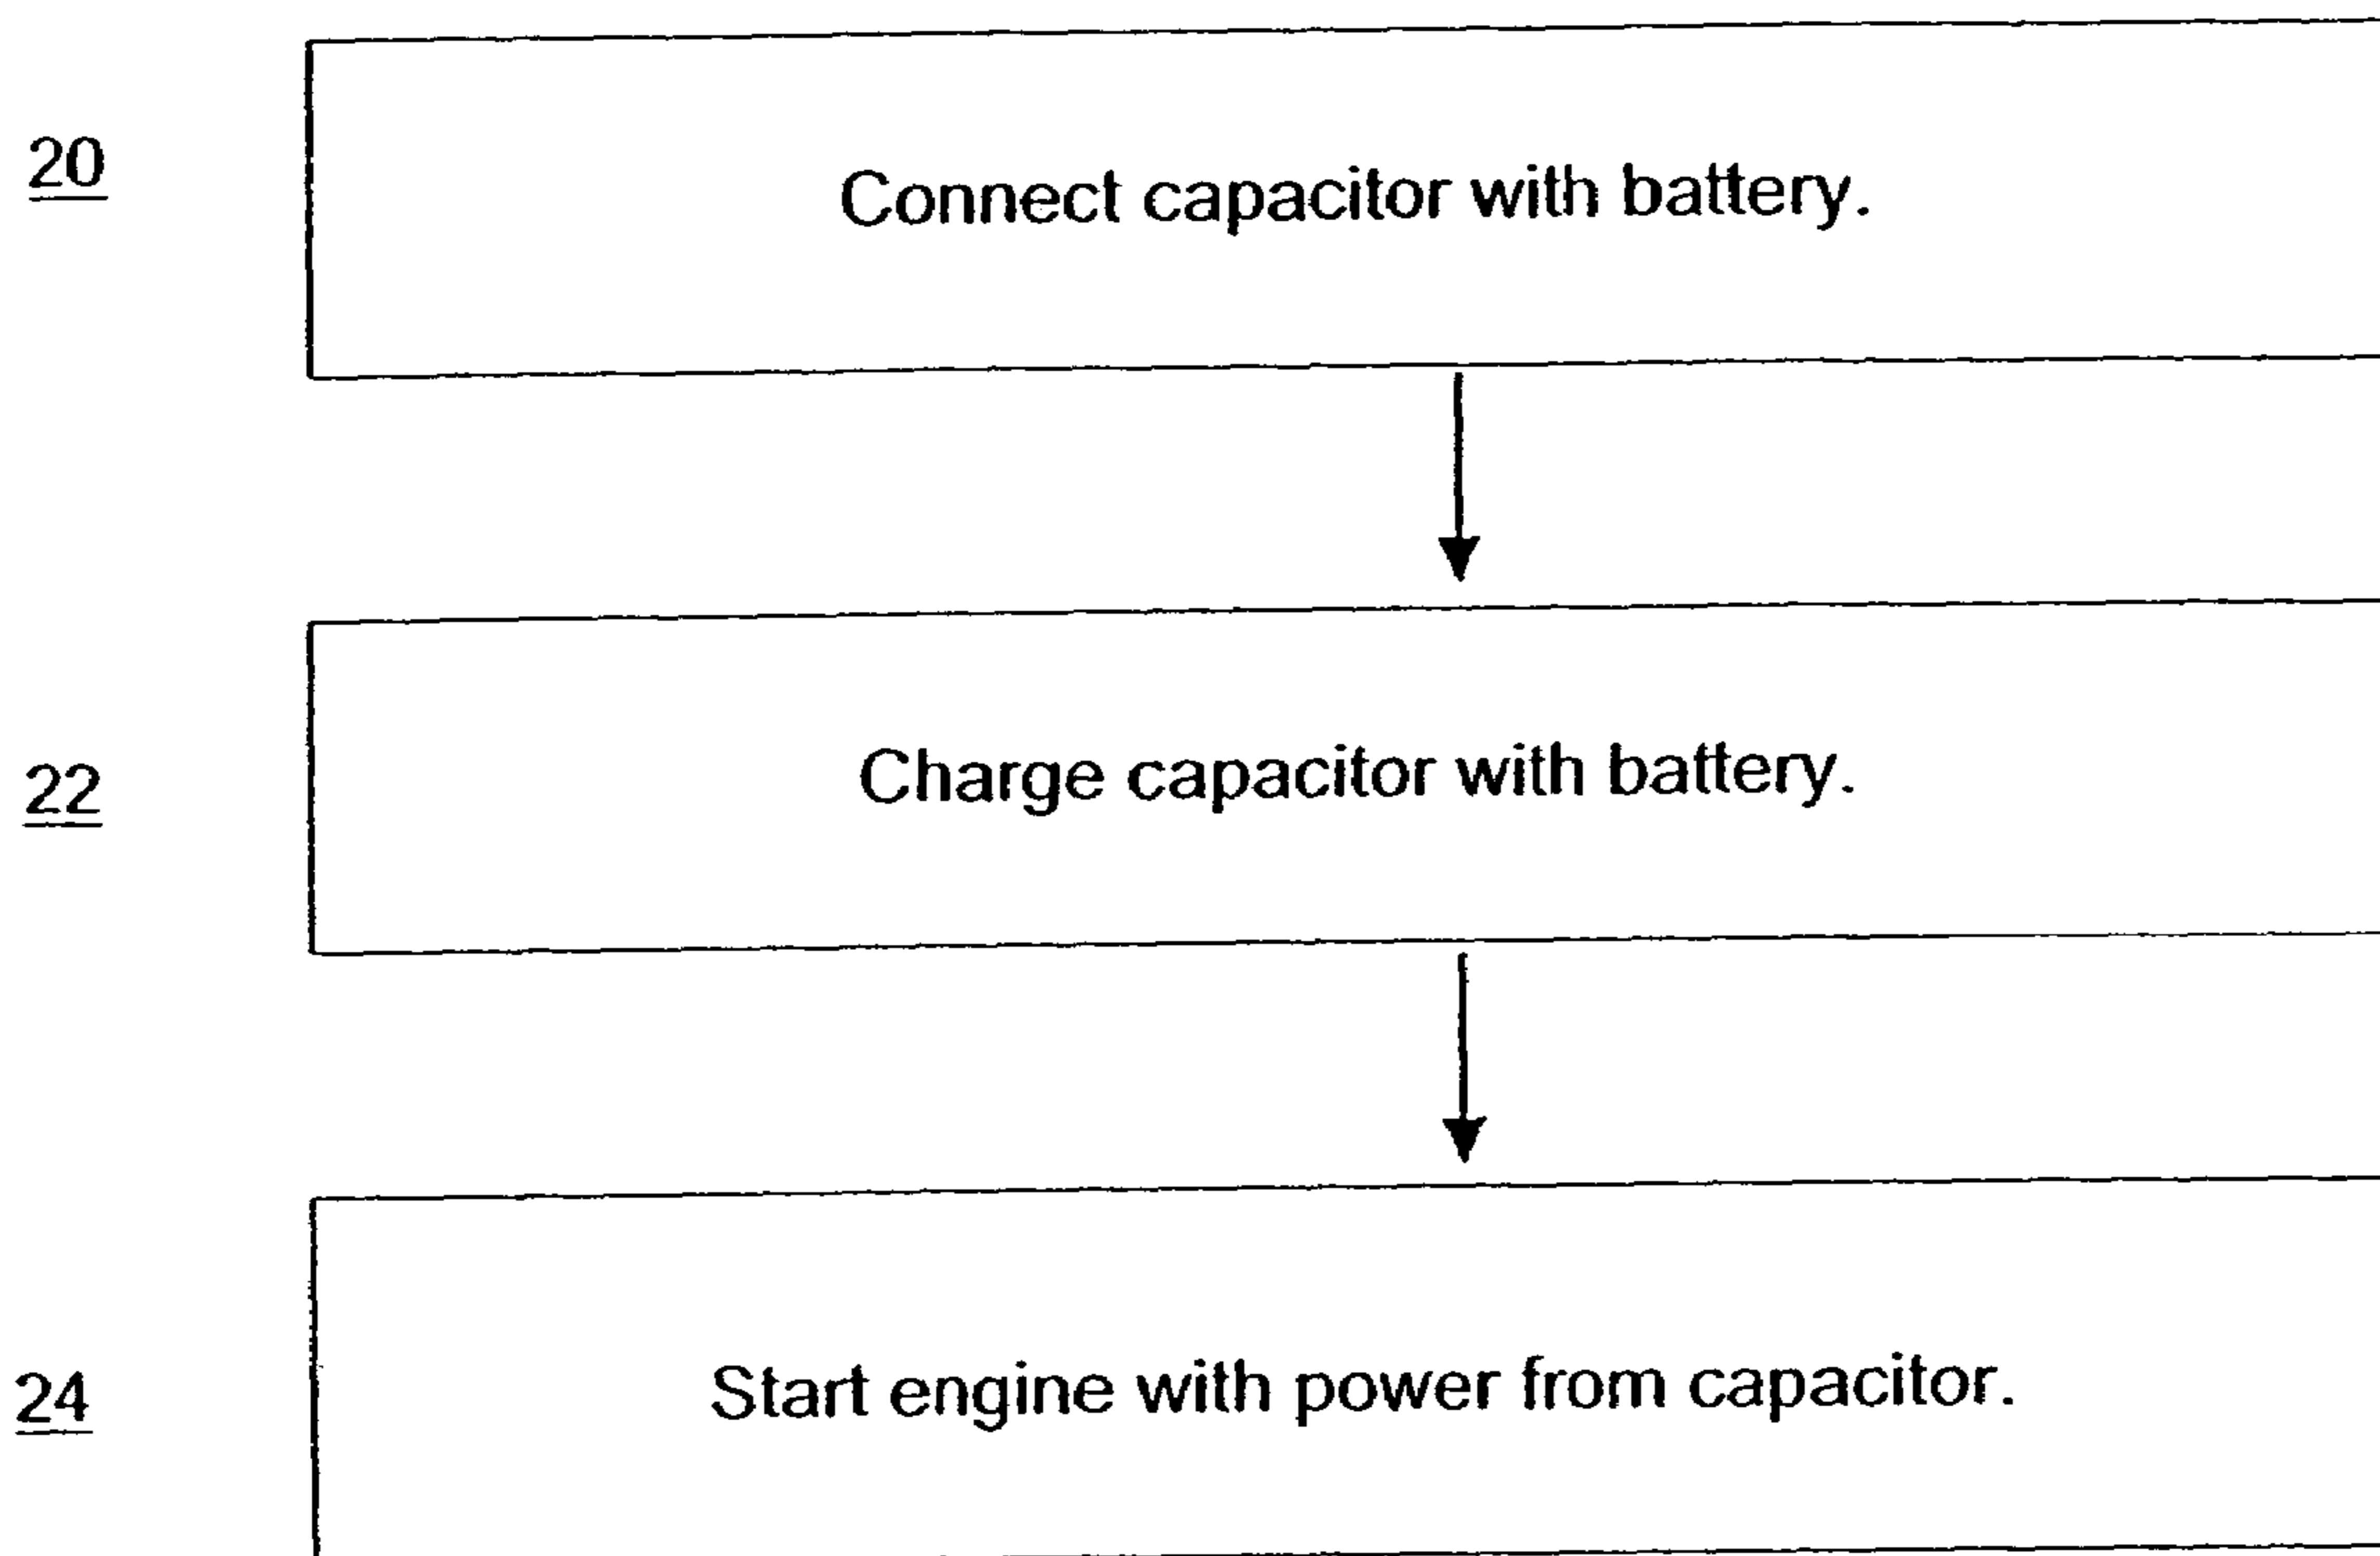 20
Connect capacitor with battery.
22
Charge capacitor with battery.
24
Start engine with power from capacitor.